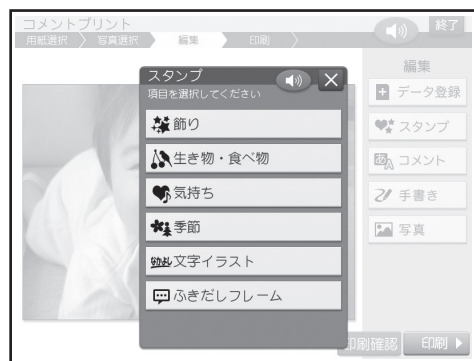 コメントプリント
終了
用紙選択
写真選択
編集
印刷
スタンプ
項目を選択してください
飾り
生き物・食べ物
気持ち
季節
文字イラスト
ふきだしフレーム
編集
データ登録
スタンプ
コメント
手書き
写真
印刷確認
印刷